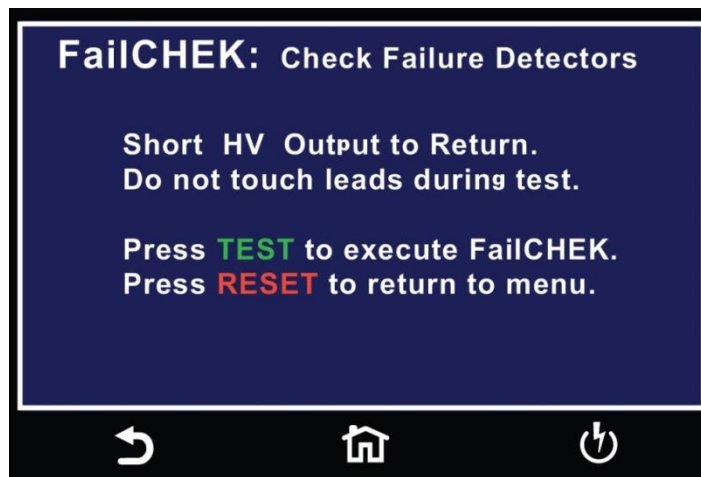 FailCHEK: Check Failure Detectors
Short HV Output to Return.
Do not touch leads during test.
Press TEST to execute FailCHEK.
Press RESET to return to menu.